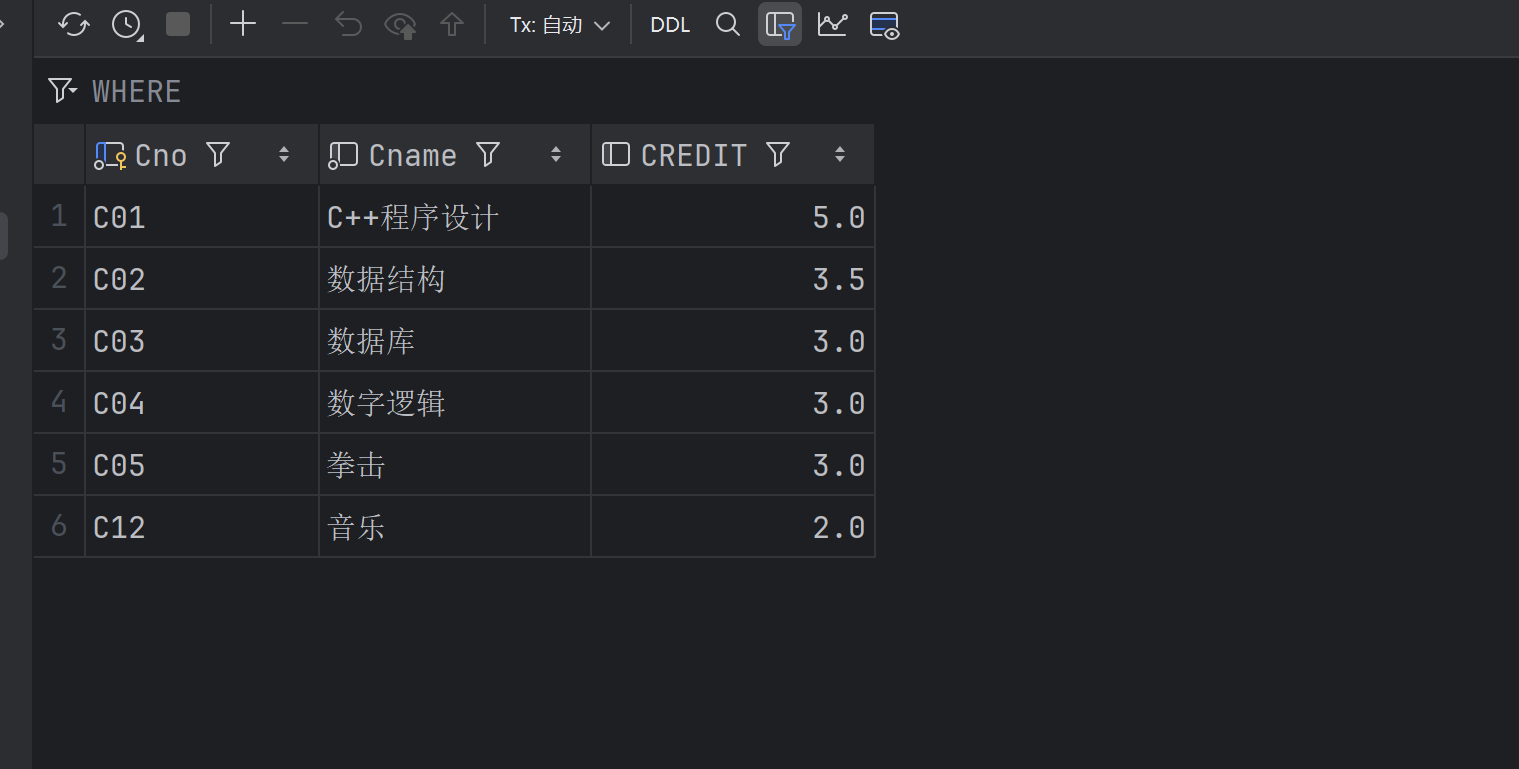 Tx: 自动 DDL
WHERE
Cno Cname CREDIT
1 C01 C++程序设计 5.0
2 C02 数据结构 3.5
3 C03 数据库 3.0
4 C04 数字逻辑 3.0
5 C05 拳击 3.0
6 C12 音乐 2.0